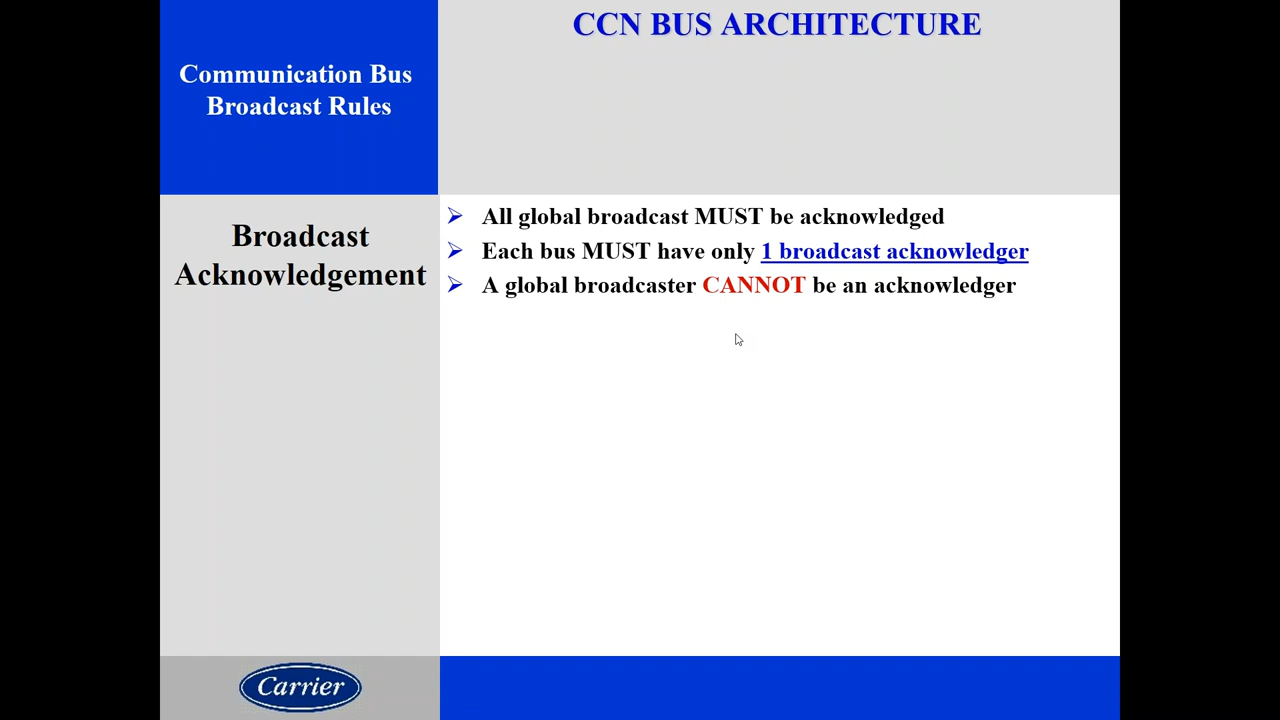 CCN BUS ARCHITECTURE
Communication Bus
Broadcast Rules
Broadcast
Acknowledgement
All global broadcast MUST be acknowledged
Each bus MUST have only 1 broadcast acknowledger
A global broadcaster CANNOT be an acknowledger
Carrier